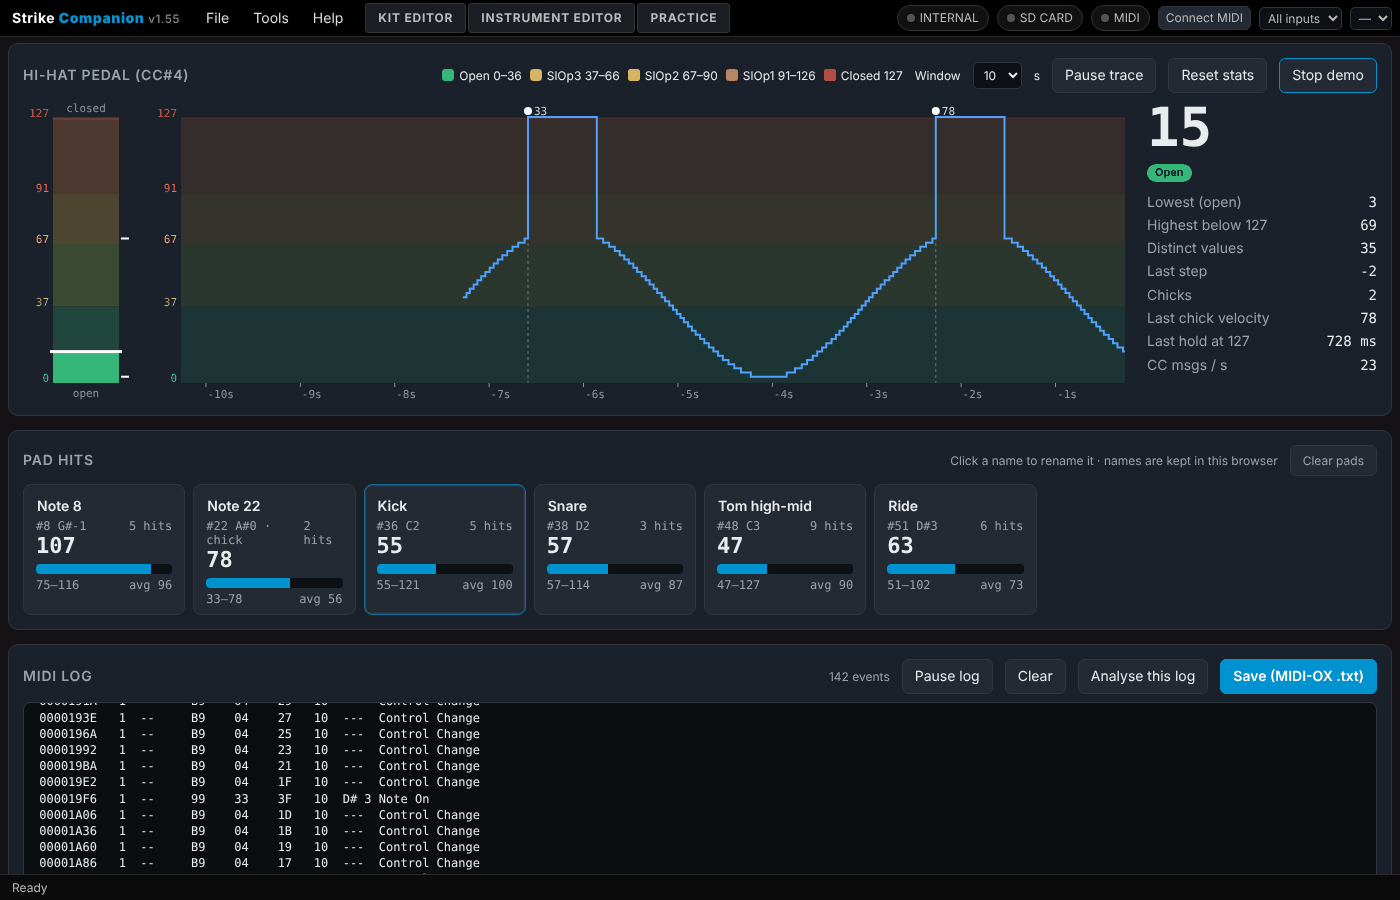 Strike Companion v1.55 File Tools Help KIT EDITOR INSTRUMENT EDITOR PRACTICE INTERNAL SD CARD MIDI Connect MIDI All inputs —
HI-HAT PEDAL (CC#4) Open 0–36 SlOp3 37–66 SlOp2 67–90 SlOp1 91–126 Closed 127 Window 10 s Pause trace Reset stats Stop demo
closed
127
91
67
37
0
open
127
91
67
37
0
33
78
-10s -9s -8s -7s -6s -5s -4s -3s -2s -1s
15
Open
Lowest (open) 3
Highest below 127 69
Distinct values 35
Last step -2
Chicks 2
Last chick velocity 78
Last hold at 127 728 ms
CC msgs / s 23
PAD HITS Click a name to rename it · names are kept in this browser Clear pads
Note 8
#8 G#-1 5 hits
107
75–116 avg 96
Note 22
#22 A#0 · chick 2 hits
78
33–78 avg 56
Kick
#36 C2 5 hits
55
55–121 avg 100
Snare
#38 D2 3 hits
57
57–114 avg 87
Tom high-mid
#48 C3 9 hits
47
47–127 avg 90
Ride
#51 D#3 6 hits
63
51–102 avg 73
MIDI LOG 142 events Pause log Clear Analyse this log Save (MIDI-OX .txt)
0000193E 1 -- B9 04 27 10 --- Control Change
0000196A 1 -- B9 04 25 10 --- Control Change
00001992 1 -- B9 04 23 10 --- Control Change
000019BA 1 -- B9 04 21 10 --- Control Change
000019E2 1 -- B9 04 1F 10 --- Control Change
000019F6 1 -- 99 33 3F 10 D# 3 Note On
00001A06 1 -- B9 04 1D 10 --- Control Change
00001A36 1 -- B9 04 1B 10 --- Control Change
00001A60 1 -- B9 04 19 10 --- Control Change
00001A86 1 -- B9 04 17 10 --- Control Change
Ready